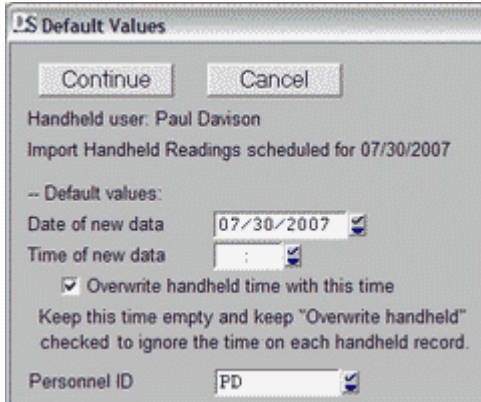 LS Default Values
Continue Cancel
Handheld user: Paul Davison
Import Handheld Readings scheduled for 07/30/2007
-- Default values:
Date of new data 07/30/2007
Time of new data :
Overwrite handheld time with this time
Keep this time empty and keep "Overwrite handheld"
checked to ignore the time on each handheld record.
Personnel ID PD